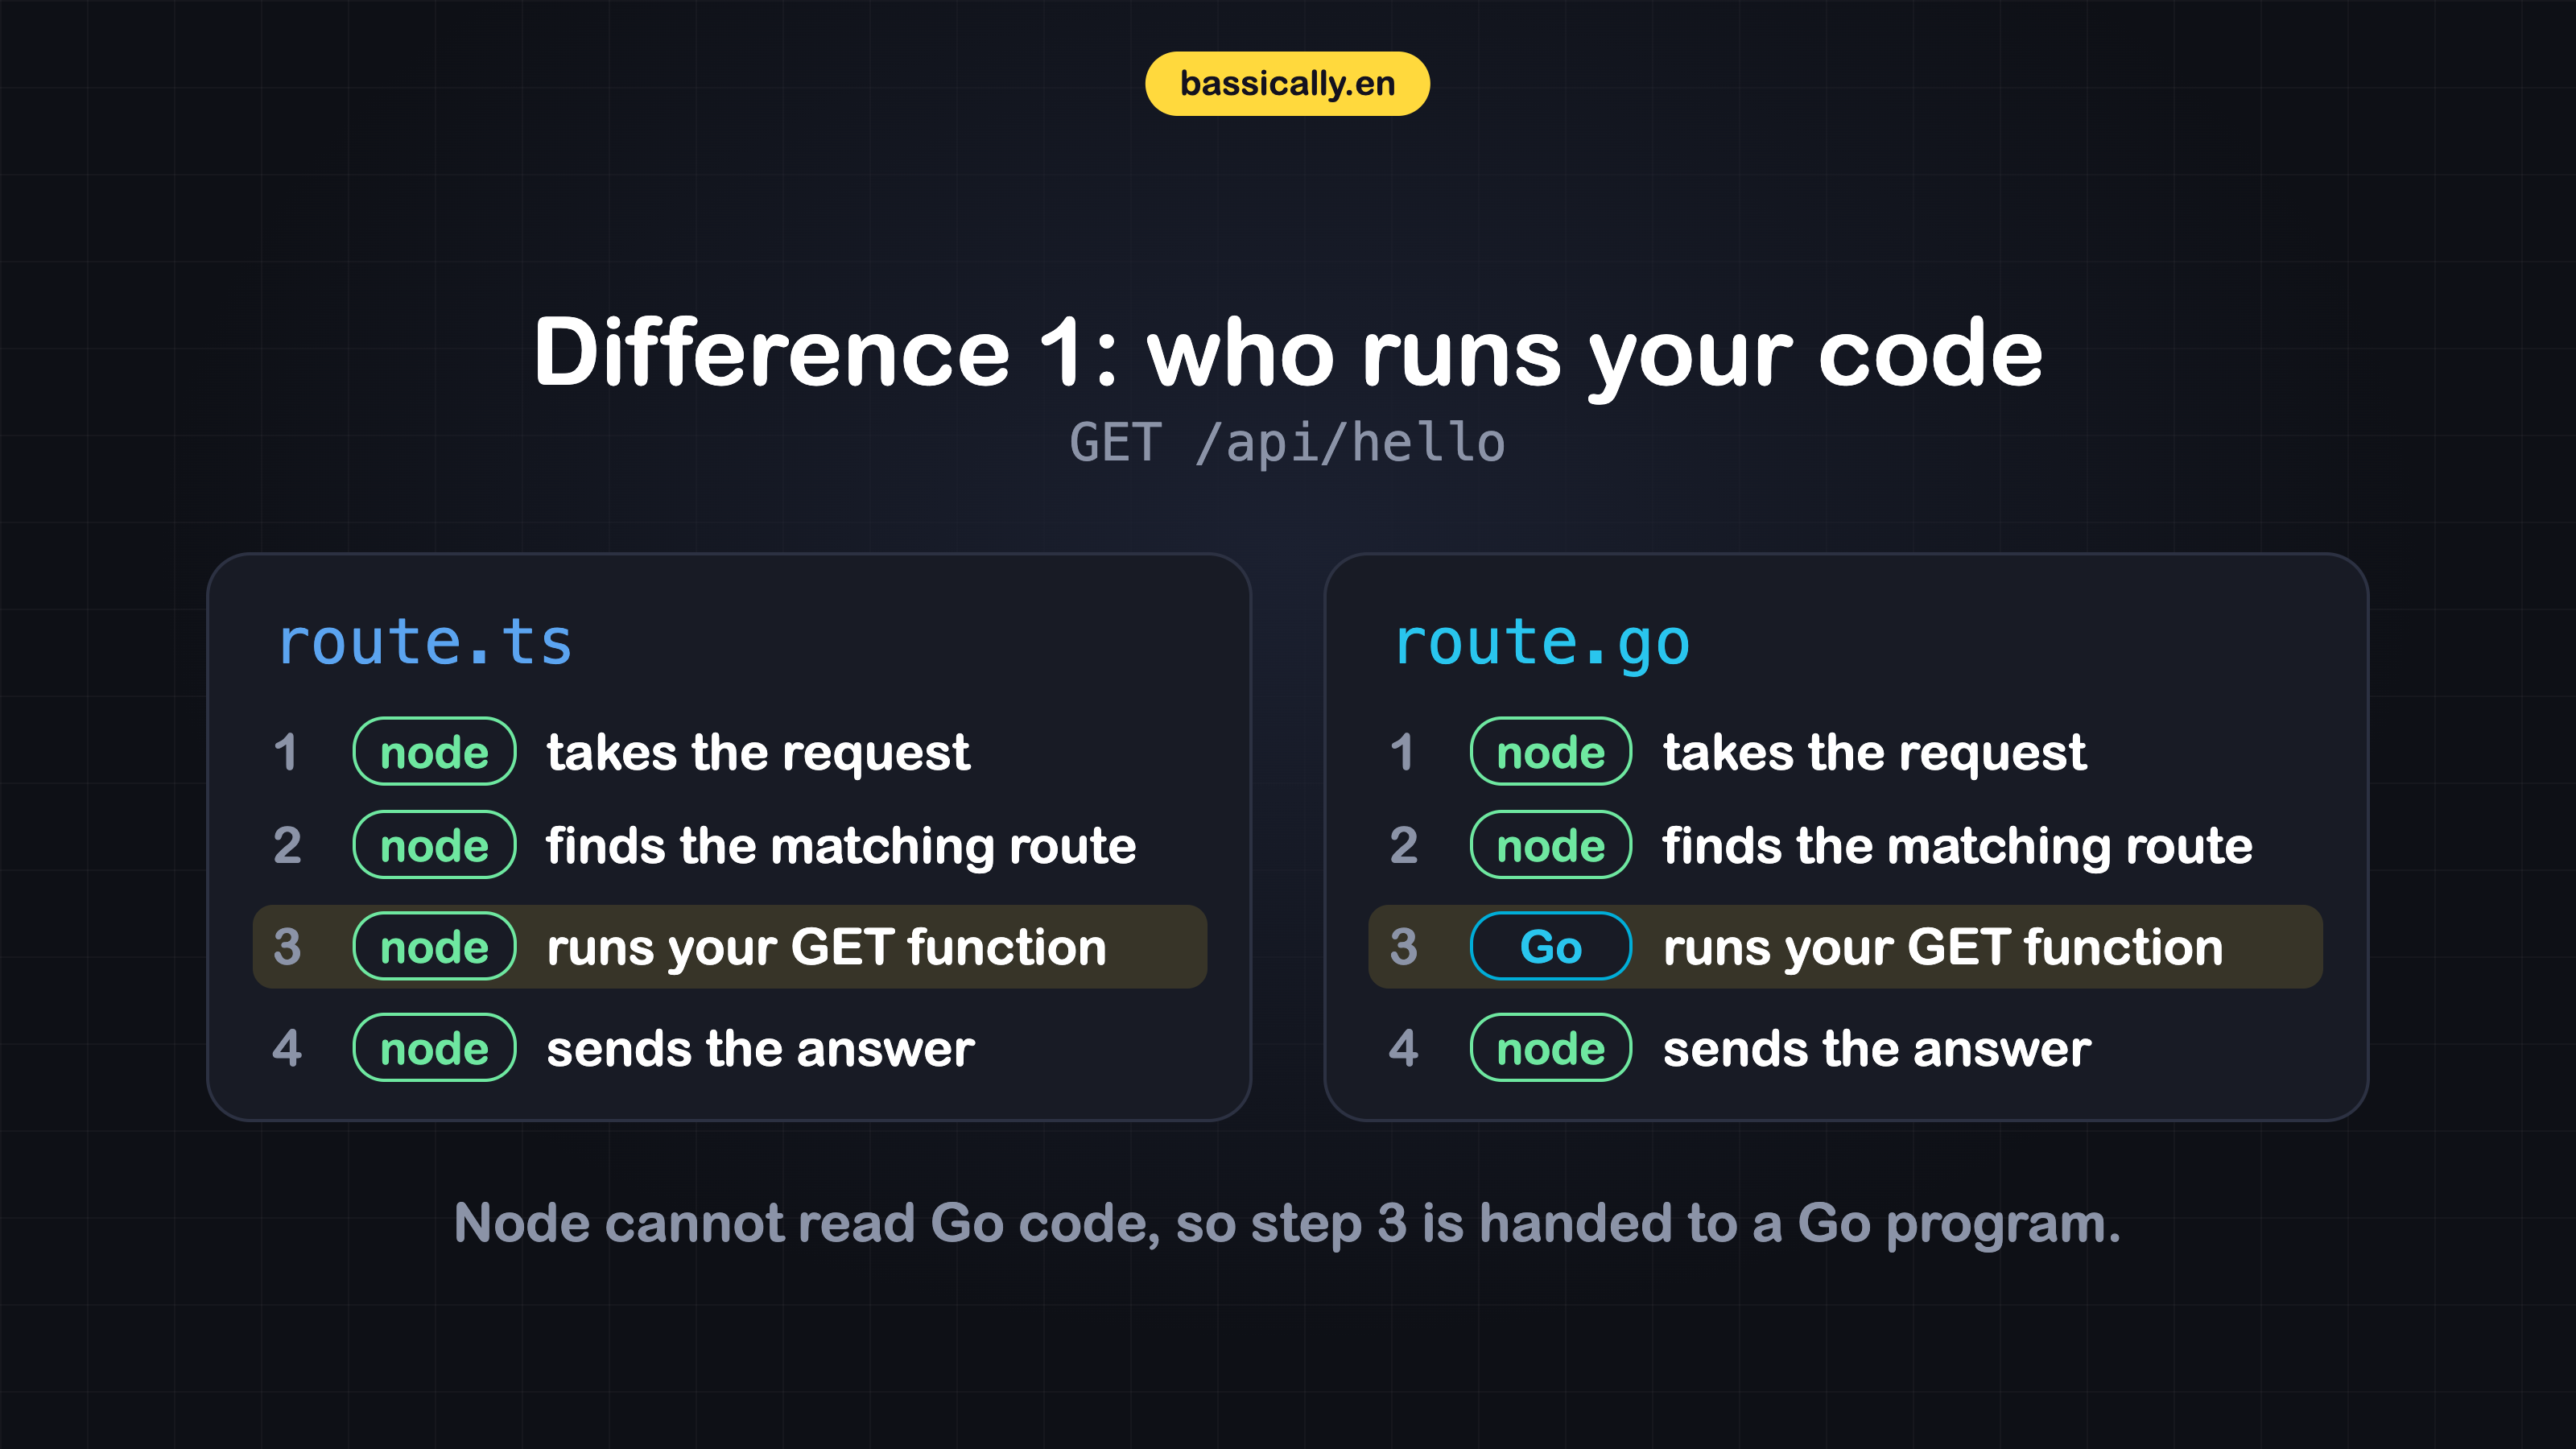 bassically.en
Difference 1: who runs your code
GET /api/hello
route.ts
1 node takes the request
2 node finds the matching route
3 node runs your GET function
4 node sends the answer
route.go
1 node takes the request
2 node finds the matching route
3 Go runs your GET function
4 node sends the answer
Node cannot read Go code, so step 3 is handed to a Go program.